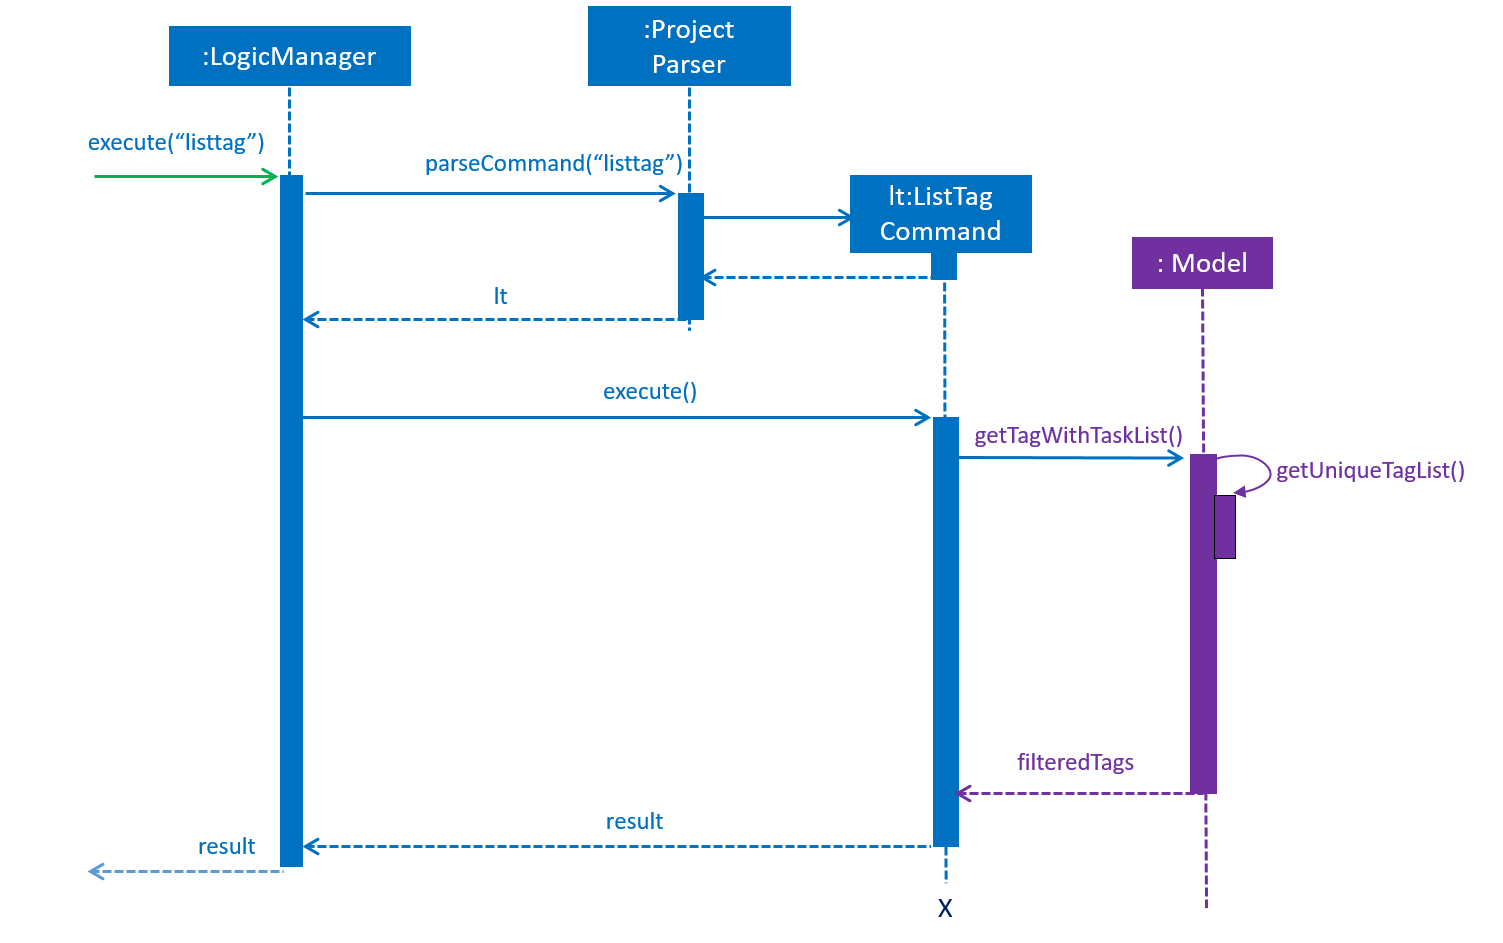 :Project
Parser
:LogicManager
execute(“listtag”)
parseCommand(“listtag”)
lt:ListTag
Command
: Model
lt
execute()
getTagWithTaskList()
getUniqueTagList()
filteredTags
result
result
X